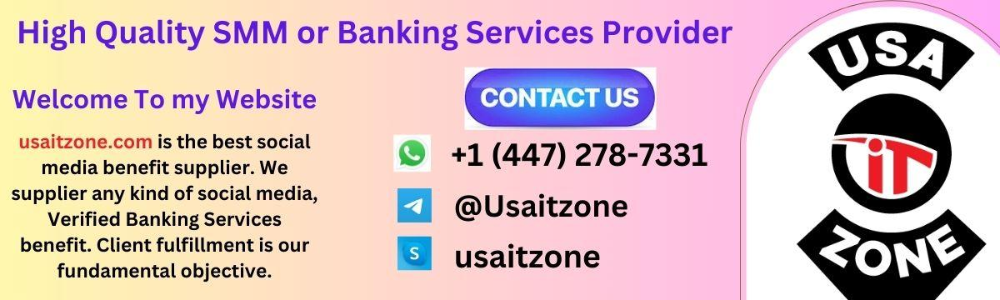 High Quality SMM or Banking Services Provider
Welcome To my Website
usaitzone.com is the best social
media benefit supplier. We
supplier any kind of social media,
Verified Banking Services
benefit. Client fulfillment is our
fundamental objective.
CONTACT US
+1 (447) 278-7331
@Usaitzone
S
usaitzone
USA
iT
ZONE